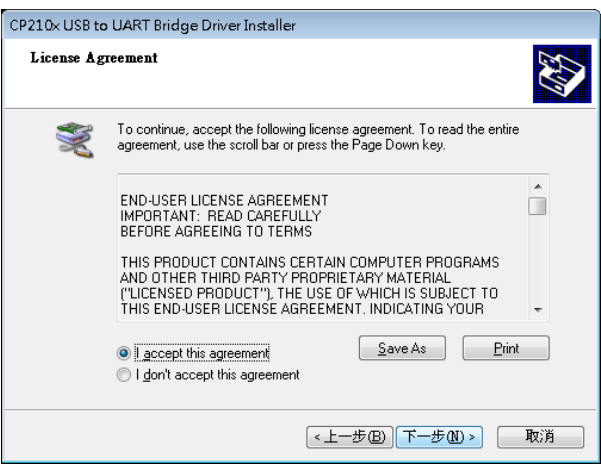 CP210x USB to UART Bridge Driver Installer
License Agreement
To continue, accept the following license agreement. To read the entire
agreement, use the scroll bar or press the Page Down key.
END-USER LICENSE AGREEMENT
IMPORTANT:  READ CAREFULLY
BEFORE AGREEING TO TERMS
THIS PRODUCT CONTAINS CERTAIN COMPUTER PROGRAMS
AND OTHER THIRD PARTY PROPRIETARY MATERIAL
("LICENSED PRODUCT"), THE USE OF WHICH IS SUBJECT TO
THIS END-USER LICENSE AGREEMENT. INDICATING YOUR
I accept this agreement
Save As
Print
I don't accept this agreement
<上一步(B)
下一步(N)>
取消